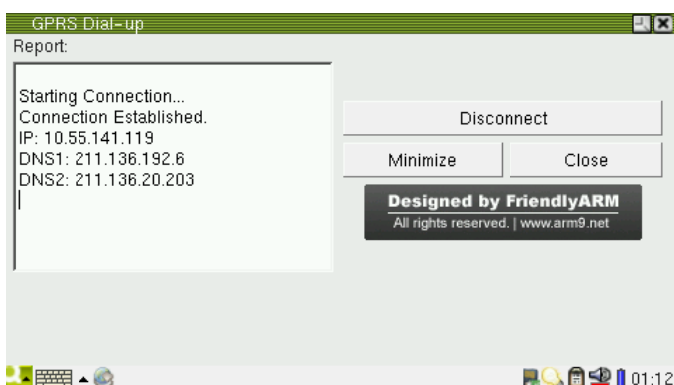 GPRS Dial-up
Report:
Starting Connection...
Connection Established.
IP: 10.55.141.119
DNS1: 211.136.192.6
DNS2: 211.136.20.203
Disconnect
Minimize
Close
Designed by FriendlyARM
All rights reserved. | www.arm9.net
01:12